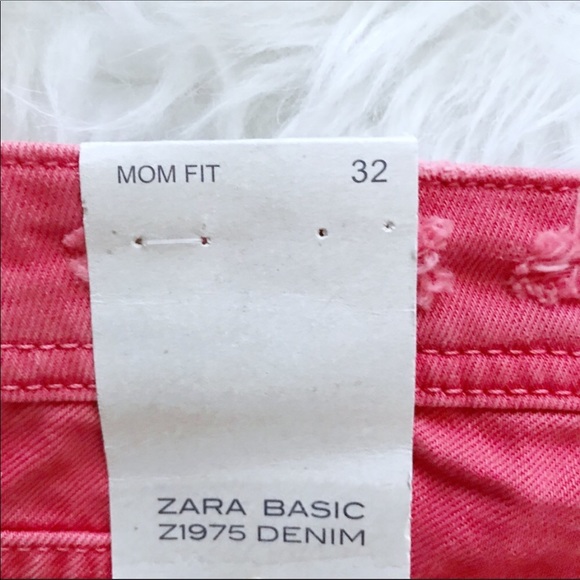 MOM FIT 32
ZARA BASIC
Z1975 DENIM